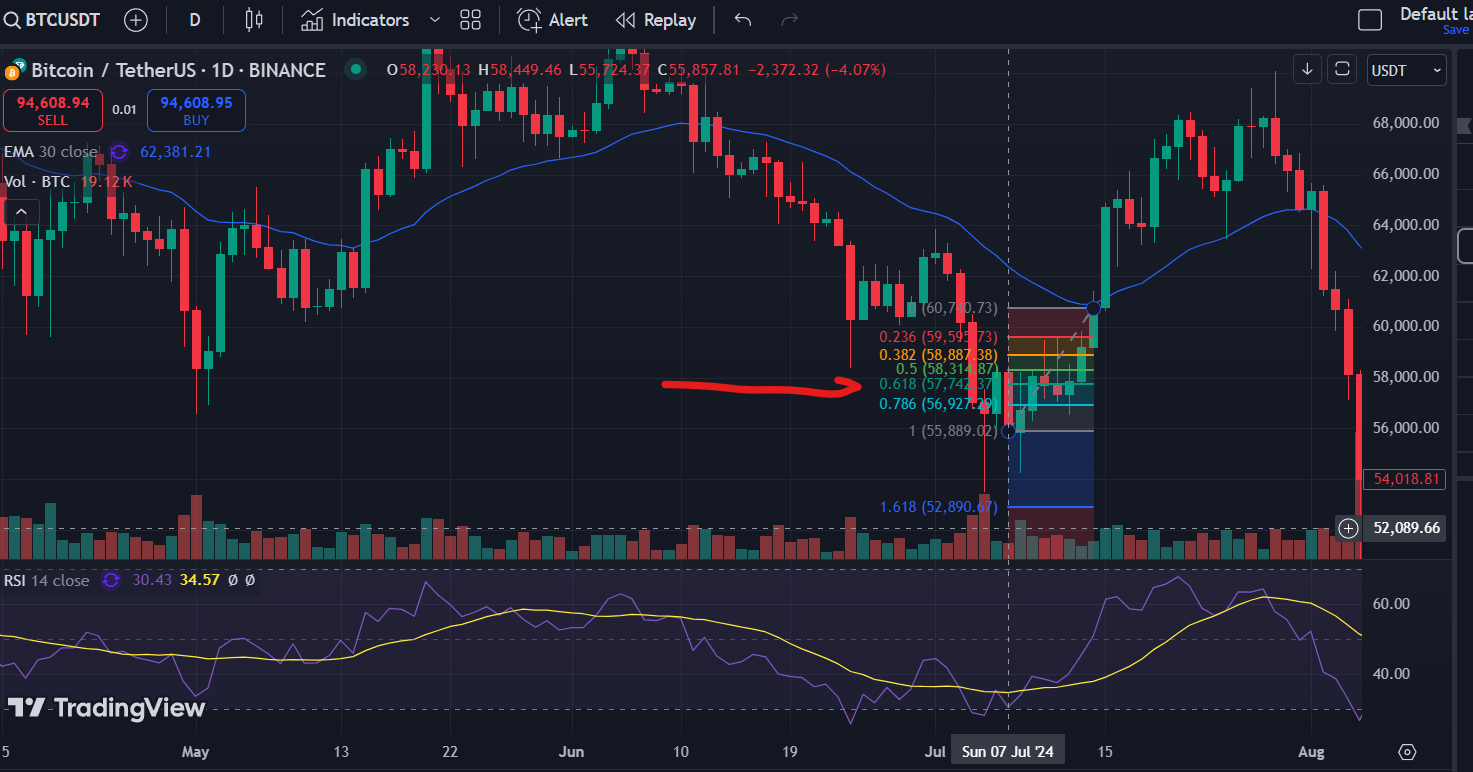 BTCUSDT D Indicators Alert Replay Default la
Save
Bitcoin / TetherUS · 1D · BINANCE O58,230.13 H58,449.46 L55,724.37 C55,857.81 −2,372.32 (−4.07%) USDT
94,608.94 0.01 94,608.95
SELL BUY
EMA 30 close 62,381.21
Vol · BTC 19.12 K
68,000.00
66,000.00
64,000.00
62,000.00
60,000.00
58,000.00
56,000.00
54,018.81
52,089.66
0 (60,740.73)
0.236 (59,595.73)
0.382 (58,887.38)
0.5 (58,314.87)
0.618 (57,742.37)
0.786 (56,927.29)
1 (55,889.02)
1.618 (52,890.67)
RSI 14 close 30.43 34.57 Ø Ø
60.00
40.00
TradingView
5 May 13 22 Jun 10 19 Jul Sun 07 Jul '24 15 Aug